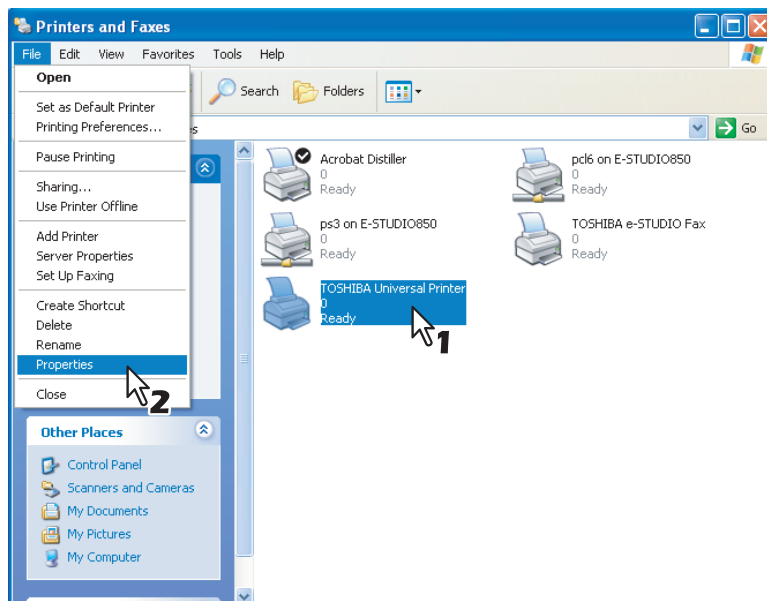 Printers and Faxes
File Edit View Favorites Tools Help
Open
Set as Default Printer
Printing Preferences...
Pause Printing
Sharing...
Use Printer Offline
Add Printer
Server Properties
Set Up Faxing
Create Shortcut
Delete
Rename
Properties
Close
2
Search Folders
Go
Acrobat Distiller
0
Ready
pcl6 on E-STUDIO850
0
Ready
ps3 on E-STUDIO850
0
Ready
TOSHIBA e-STUDIO Fax
0
Ready
TOSHIBA Universal Printer
0
Ready
1
Other Places
Control Panel
Scanners and Cameras
My Documents
My Pictures
My Computer